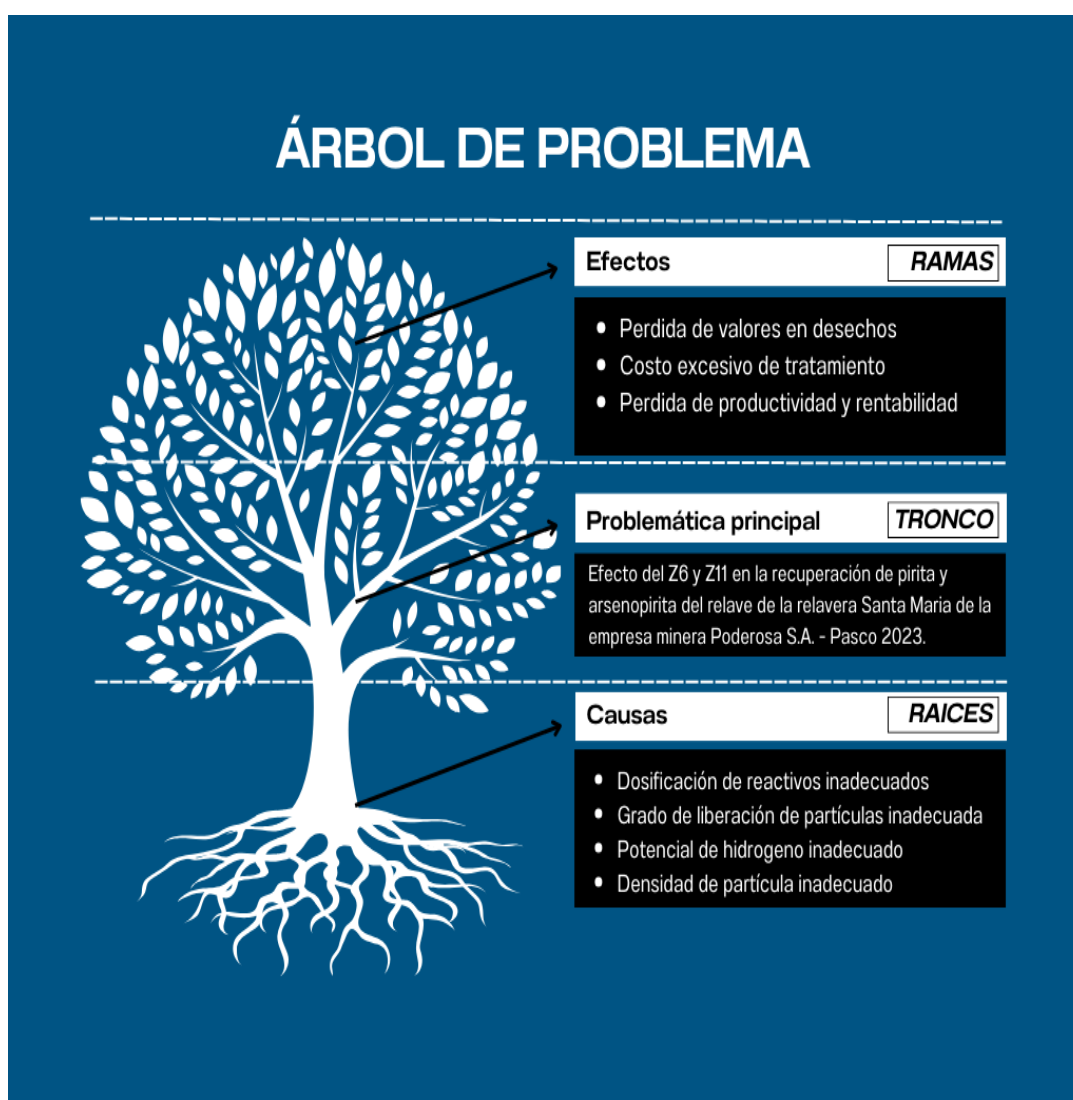 ÁRBOL DE PROBLEMA
Efectos
RAMAS
• Perdida de valores en desechos
• Costo excesivo de tratamiento
• Perdida de productividad y rentabilidad
Problemática principal
TRONCO
Efecto del Z6 y Z11 en la recuperación de pirita y
arsenopirita del relave de la relavera Santa Maria de la
empresa minera Poderosa S.A. - Pasco 2023.
Causas
RAICES
• Dosificación de reactivos inadecuados
• Grado de liberación de partículas inadecuada
• Potencial de hidrogeno inadecuado
• Densidad de partícula inadecuado